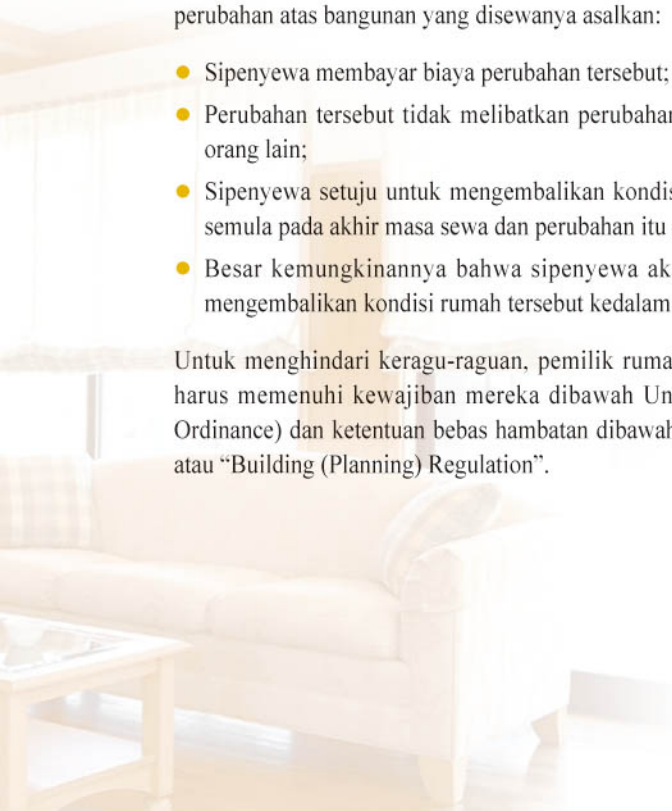 perubahan atas bangunan yang disewanya asalkan:
● Sipenyewa membayar biaya perubahan tersebut;
● Perubahan tersebut tidak melibatkan perubahan
orang lain;
● Sipenyewa setuju untuk mengembalikan kondis
semula pada akhir masa sewa dan perubahan itu
● Besar kemungkinannya bahwa sipenyewa ak
mengembalikan kondisi rumah tersebut kedalam
Untuk menghindari keragu-raguan, pemilik ruma
harus memenuhi kewajiban mereka dibawah Un
Ordinance) dan ketentuan bebas hambatan dibawah
atau “Building (Planning) Regulation”.